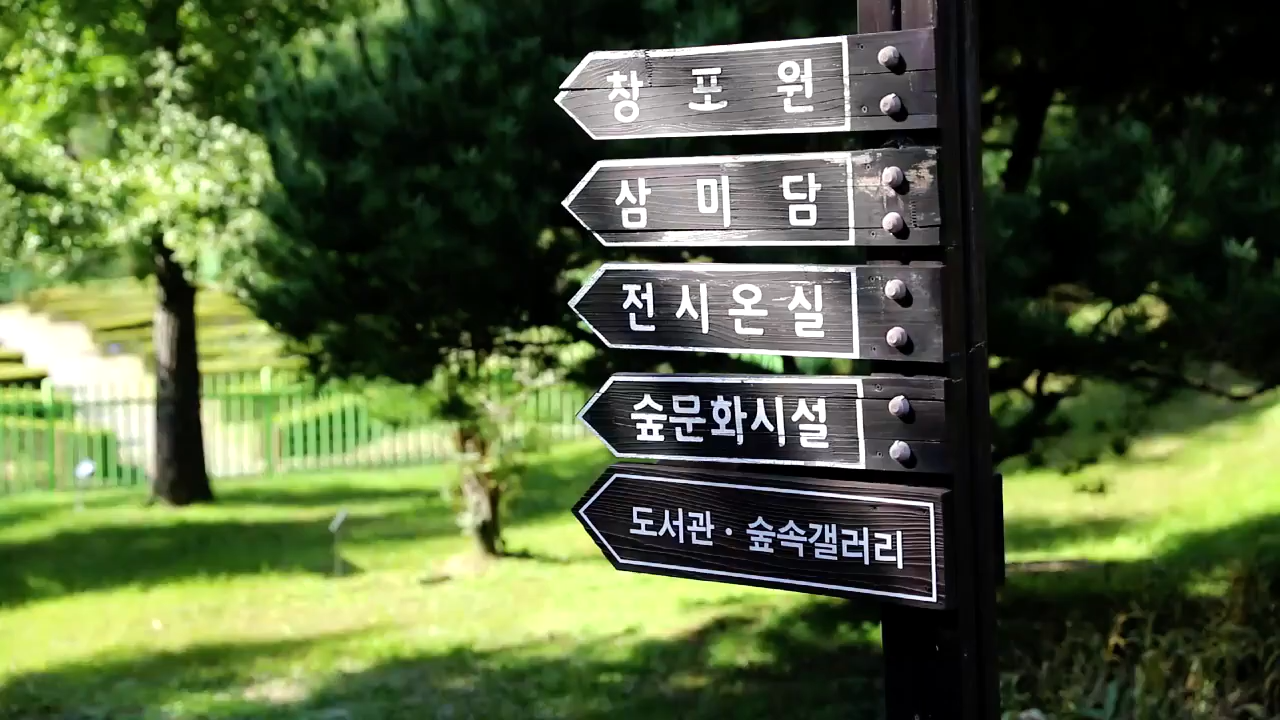 창포원
삼미담
전시온실
숲문화시설
도서관 · 숲속갤러리